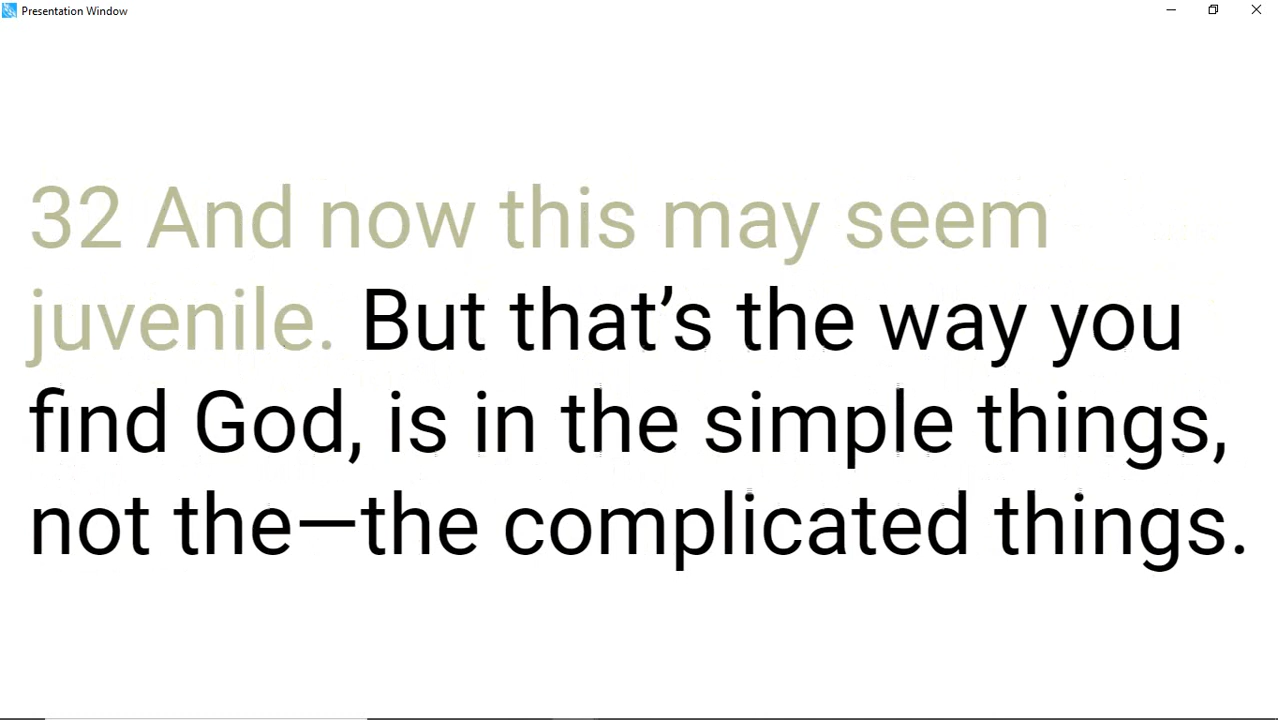 Presentation Window
32 And now this may seem
juvenile. But that’s the way you
find God, is in the simple things,
not the—the complicated things.